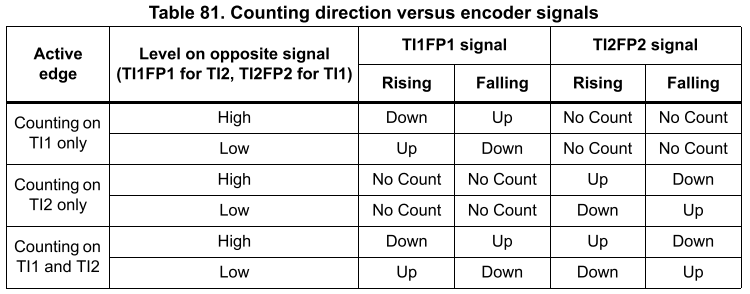 Table 81. Counting direction versus encoder signals
Active edge
Level on opposite signal (TI1FP1 for TI2, TI2FP2 for TI1)
TI1FP1 signal
TI2FP2 signal
Rising Falling Rising Falling
Counting on TI1 only
High Down Up No Count No Count
Low Up Down No Count No Count
Counting on TI2 only
High No Count No Count Up Down
Low No Count No Count Down Up
Counting on TI1 and TI2
High Down Up Up Down
Low Up Down Down Up